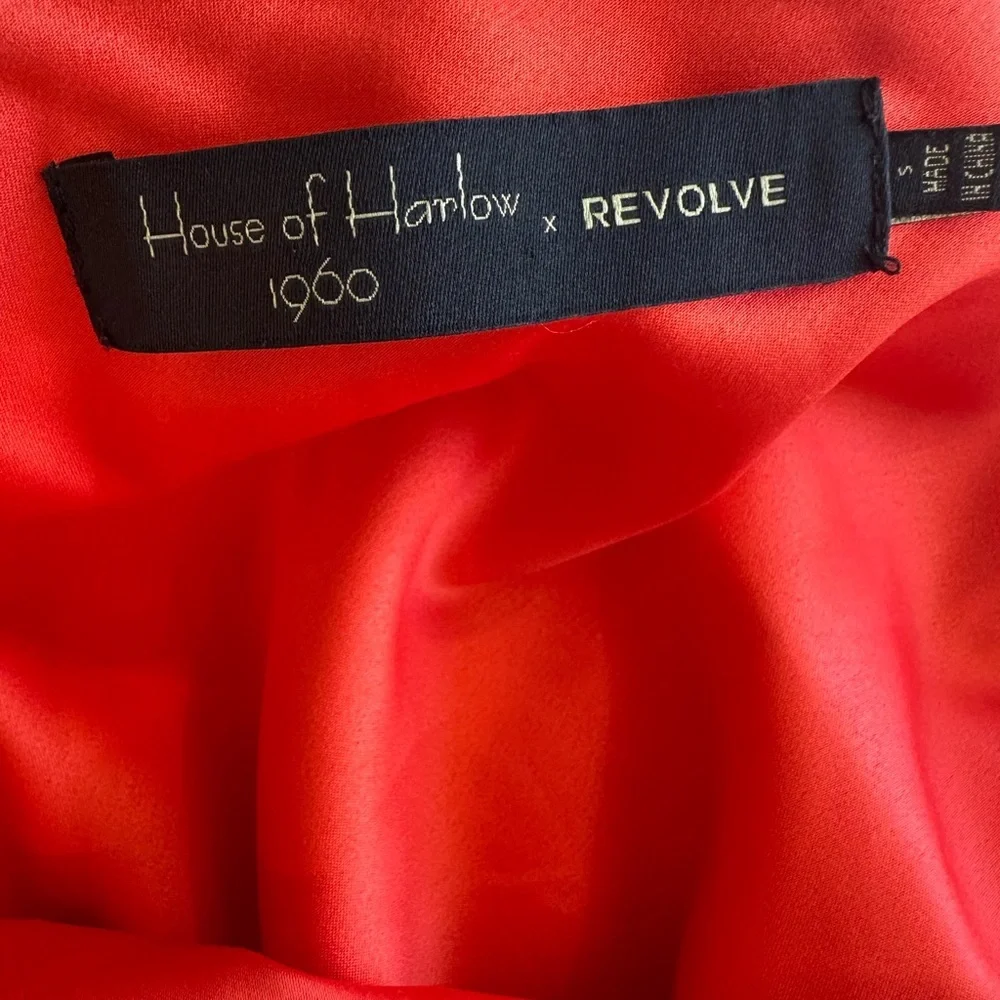 House of Harlow x REVOLVE
1960
S
MADE
IN CHINA